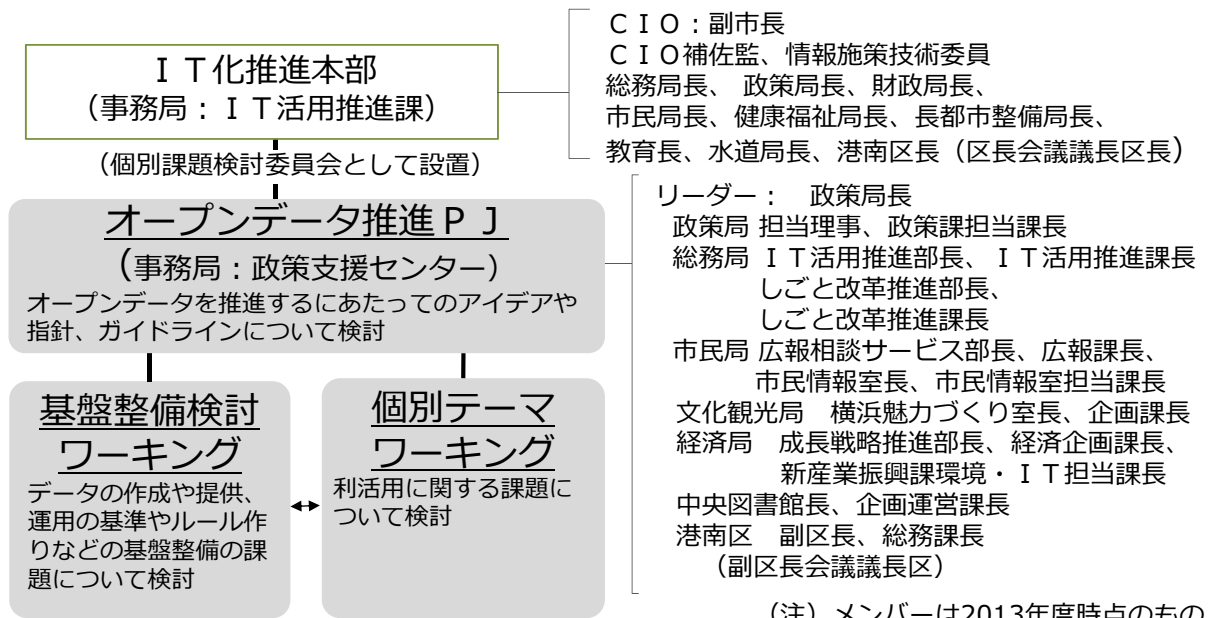 ＩＴ化推進本部
（事務局：ＩＴ活用推進課）
ＣＩＯ：副市長
ＣＩＯ補佐監、情報施策技術委員
総務局長、 政策局長、財政局長、
市民局長、健康福祉局長、長都市整備局長、
教育長、水道局長、港南区長（区長会議議長区長）
（個別課題検討委員会として設置）
オープンデータ推進ＰＪ
（事務局：政策支援センター）
オープンデータを推進するにあたってのアイデアや
指針、ガイドラインについて検討
リーダー： 政策局長
政策局 担当理事、政策課担当課長
総務局 ＩＴ活用推進部長、ＩＴ活用推進課長
しごと改革推進部長、
しごと改革推進課長
市民局 広報相談サービス部長、広報課長、
市民情報室長、市民情報室担当課長
文化観光局 横浜魅力づくり室長、企画課長
経済局 成長戦略推進部長、経済企画課長、
新産業振興課環境・ＩＴ担当課長
中央図書館長、企画運営課長
港南区 副区長、総務課長
（副区長会議議長区）
基盤整備検討
ワーキング
データの作成や提供、
運用の基準やルール作
りなどの基盤整備の課
題について検討
個別テーマ
ワーキング
利活用に関する課題に
ついて検討
（注）メンバーは2013年度時点のもの